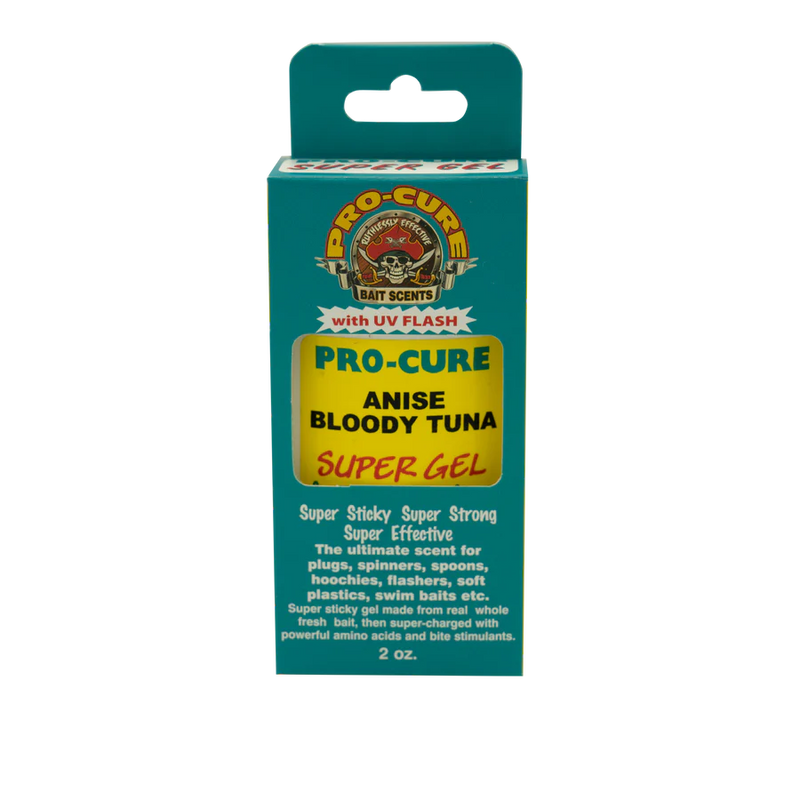 PRO-CURE
SUPER GEL
PRO-CURE
RUTHLESSLY EFFECTIVE
BAIT SCENTS
with UV FLASH
PRO-CURE
ANISE
BLOODY TUNA
SUPER GEL
Super Sticky Super Strong
Super Effective
The ultimate scent for
plugs, spinners, spoons,
hoochies, flashers, soft
plastics, swim baits etc.
Super sticky gel made from real whole
fresh bait, then super-charged with
powerful amino acids and bite stimulants.
2 oz.